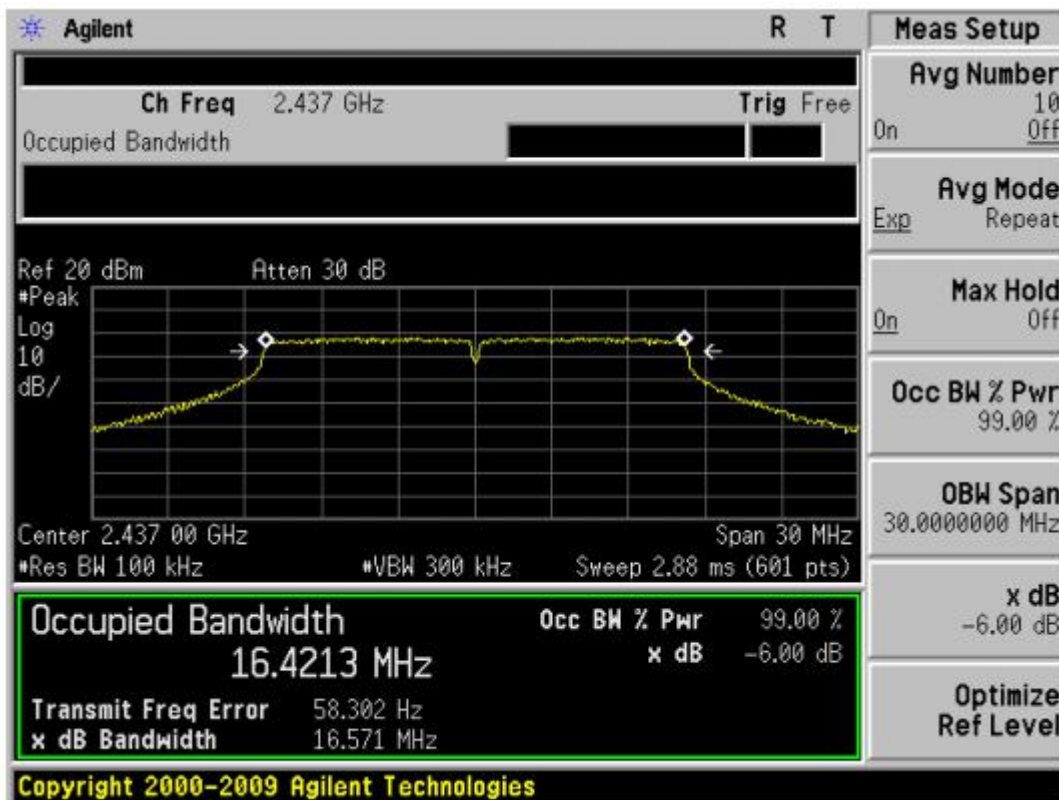 Agilent R T
Ch Freq 2.437 GHz Trig Free
Occupied Bandwidth
Ref 20 dBm Atten 30 dB
#Peak
Log
10
dB/
Center 2.437 00 GHz Span 30 MHz
#Res BW 100 kHz #VBW 300 kHz Sweep 2.88 ms (601 pts)
Occupied Bandwidth Occ BW % Pwr 99.00 %
16.4213 MHz x dB -6.00 dB
Transmit Freq Error 58.302 Hz
x dB Bandwidth 16.571 MHz
Copyright 2000-2009 Agilent Technologies
Meas Setup
Avg Number
10
On Off
Avg Mode
Exp Repeat
Max Hold
On Off
Occ BW % Pwr
99.00 %
OBW Span
30.0000000 MHz
x dB
-6.00 dB
Optimize
Ref Level